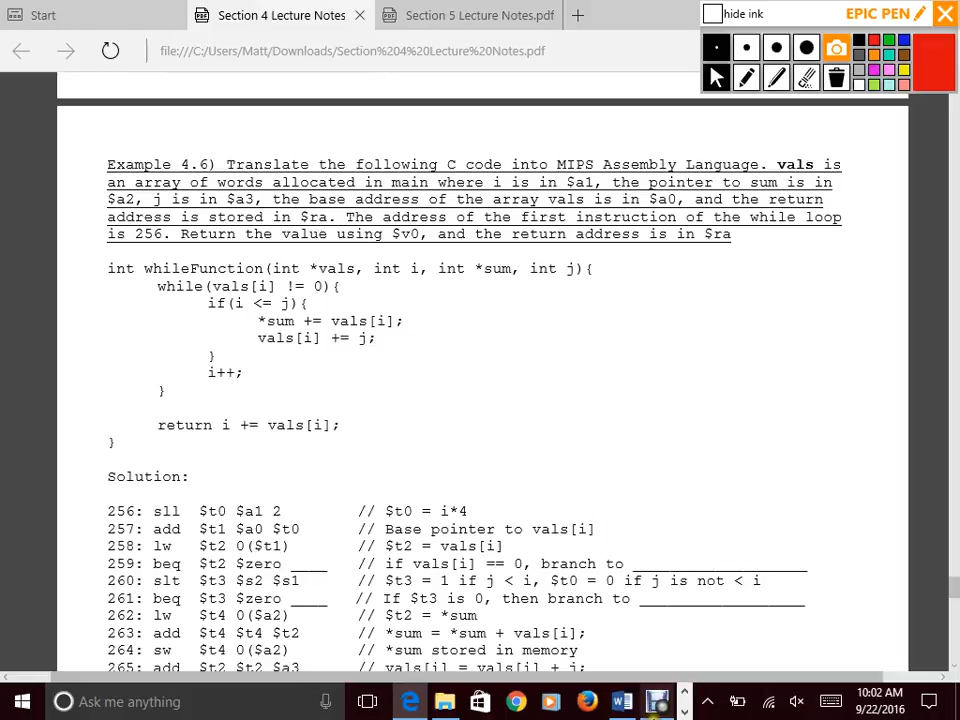 Start
Section 4 Lecture Notes
Section 5 Lecture Notes.pdf
hide ink
EPIC PEN
file:///C:/Users/Matt/Downloads/Section%204%20Lecture%20Notes.pdf
Example 4.6) Translate the following C code into MIPS Assembly Language. vals is
an array of words allocated in main where i is in $a1, the pointer to sum is in
$a2, j is in $a3, the base address of the array vals is in $a0, and the return
address is stored in $ra. The address of the first instruction of the while loop
is 256. Return the value using $v0, and the return address is in $ra
int whileFunction(int *vals, int i, int *sum, int j){
while(vals[i] != 0){
if(i <= j){
*sum += vals[i];
vals[i] += j;
}
i++;
}
return i += vals[i];
}
Solution:
256: sll $t0 $a1 2 // $t0 = i*4
257: add $t1 $a0 $t0 // Base pointer to vals[i]
258: lw $t2 0($t1) // $t2 = vals[i]
259: beq $t2 $zero ____ // if vals[i] == 0, branch to ___________________
260: slt $t3 $s2 $s1 // $t3 = 1 if j < i, $t0 = 0 if j is not < i
261: beq $t3 $zero ____ // If $t3 is 0, then branch to __________________
262: lw $t4 0($a2) // $t2 = *sum
263: add $t4 $t4 $t2 // *sum = *sum + vals[i];
264: sw $t4 0($a2) // *sum stored in memory
265: add $t2 $t2 $a3 // vals[i] = vals[i] + j;
Ask me anything
10:02 AM
9/22/2016